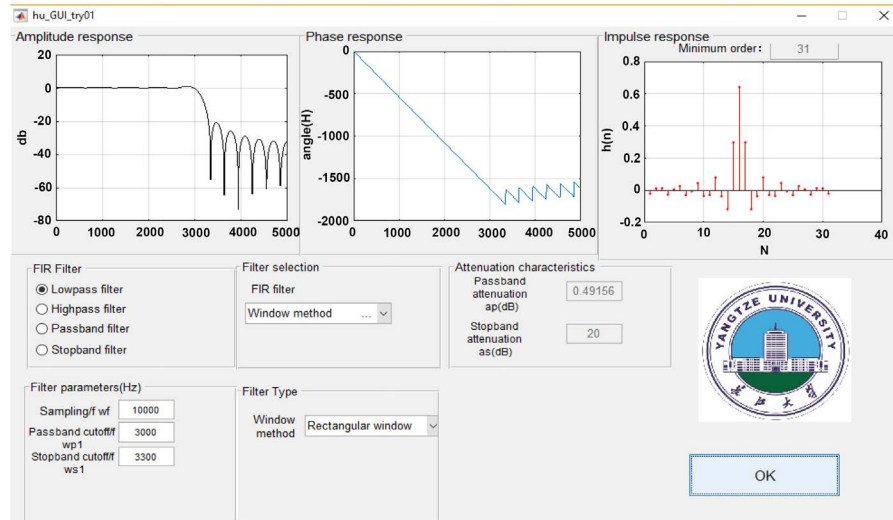 hu_GUI_try01
Amplitude response
20
0
-20
-40
-60
-80
db
0 1000 2000 3000 4000 5000
Phase response
0
-500
-1000
-1500
-2000
angle(H)
0 1000 2000 3000 4000 5000
Impulse response
Minimum order: 31
0.8
0.6
0.4
0.2
0
-0.2
h(n)
0 10 20 30 40
N
FIR Filter
Lowpass filter
Highpass filter
Passband filter
Stopband filter
Filter selection
FIR filter
Window method ...
Attenuation characteristics
Passband
attenuation
ap(dB)
0.49156
Stopband
attenuation
as(dB)
20
YANGTZE UNIVERSITY
长江大学
Filter parameters(Hz)
Sampling/f wf 10000
Passband cutoff/f
wp1
3000
Stopband cutoff/f
ws1
3300
Filter Type
Window
method
Rectangular window
OK